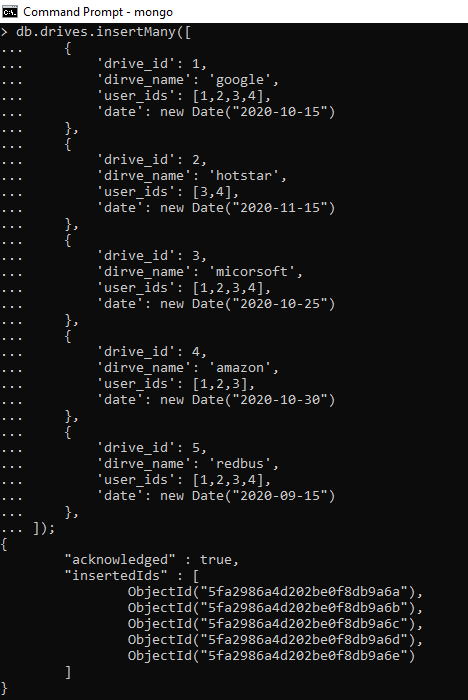 Command Prompt - mongo
> db.drives.insertMany([
...     {
...         'drive_id': 1,
...         'dirve_name': 'google',
...         'user_ids': [1,2,3,4],
...         'date': new Date("2020-10-15")
...     },
...     {
...         'drive_id': 2,
...         'dirve_name': 'hotstar',
...         'user_ids': [3,4],
...         'date': new Date("2020-11-15")
...     },
...     {
...         'drive_id': 3,
...         'dirve_name': 'micorsoft',
...         'user_ids': [1,2,3,4],
...         'date': new Date("2020-10-25")
...     },
...     {
...         'drive_id': 4,
...         'dirve_name': 'amazon',
...         'user_ids': [1,2,3],
...         'date': new Date("2020-10-30")
...     },
...     {
...         'drive_id': 5,
...         'dirve_name': 'redbus',
...         'user_ids': [1,2,3,4],
...         'date': new Date("2020-09-15")
...     },
... ]);
{
        "acknowledged" : true,
        "insertedIds" : [
                ObjectId("5fa2986a4d202be0f8db9a6a"),
                ObjectId("5fa2986a4d202be0f8db9a6b"),
                ObjectId("5fa2986a4d202be0f8db9a6c"),
                ObjectId("5fa2986a4d202be0f8db9a6d"),
                ObjectId("5fa2986a4d202be0f8db9a6e")
        ]
}